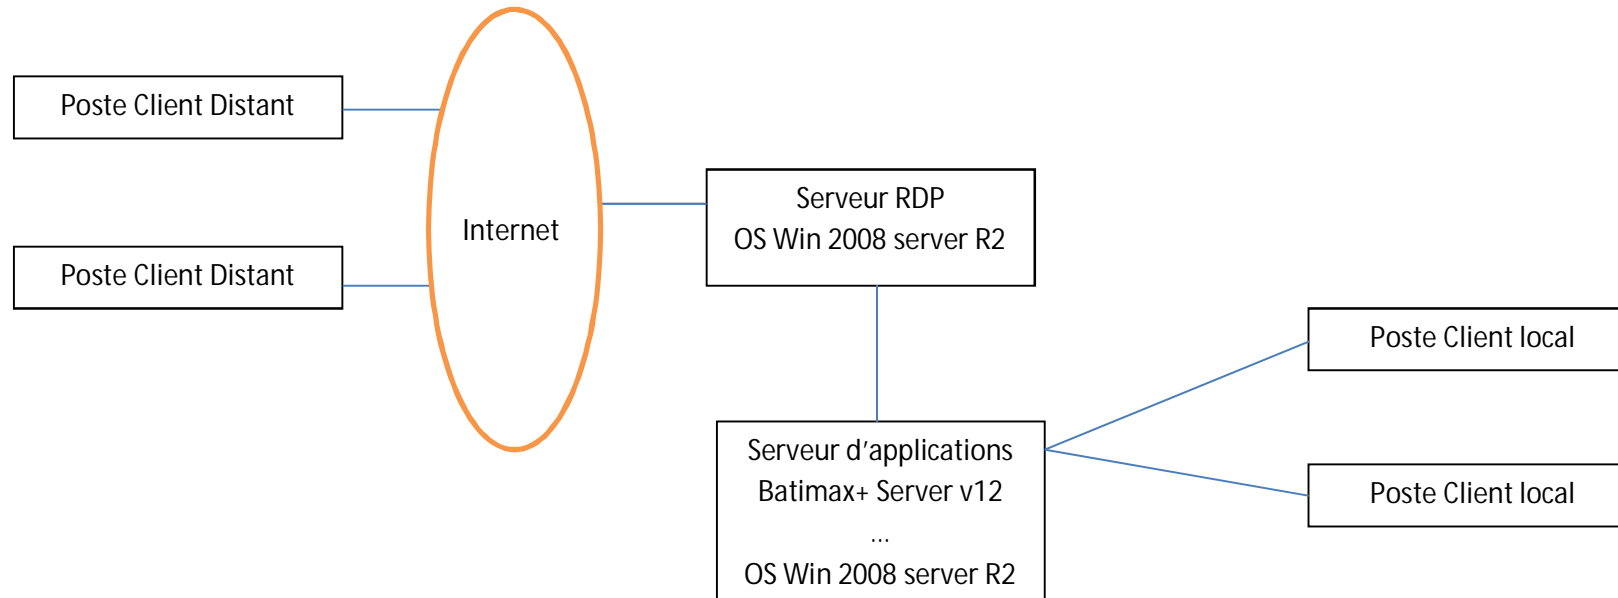 Poste Client Distant
Internet
Poste Client Distant
Serveur RDP
OS Win 2008 server R2
Poste Client local
Serveur d’applications
Batimax+ Server v12
...
OS Win 2008 server R2
Poste Client local